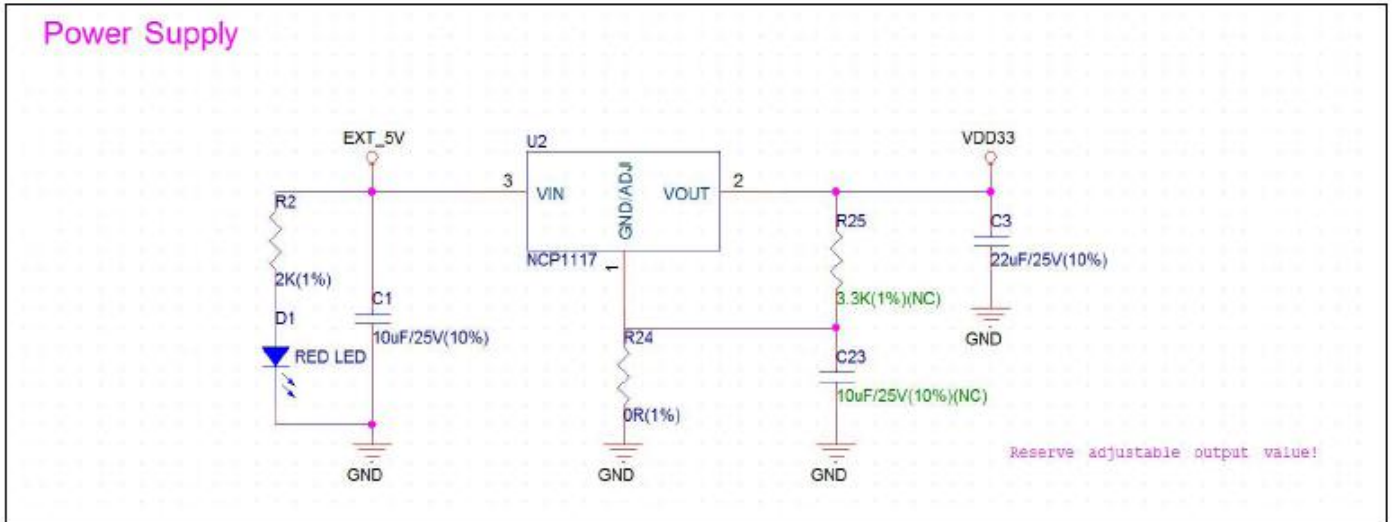 Power Supply
EXT_5V
U2
VDD33
3
VIN
GND/ADJI
VOUT
2
R2
R25
C3
NCP1117
22uF/25V(10%)
1
2K(1%)
C1
3.3K(1%)(NC)
D1
10uF/25V(10%)
R24
GND
RED LED
C23
10uF/25V(10%)(NC)
0R(1%)
Reserve adjustable output value!
GND
GND
GND